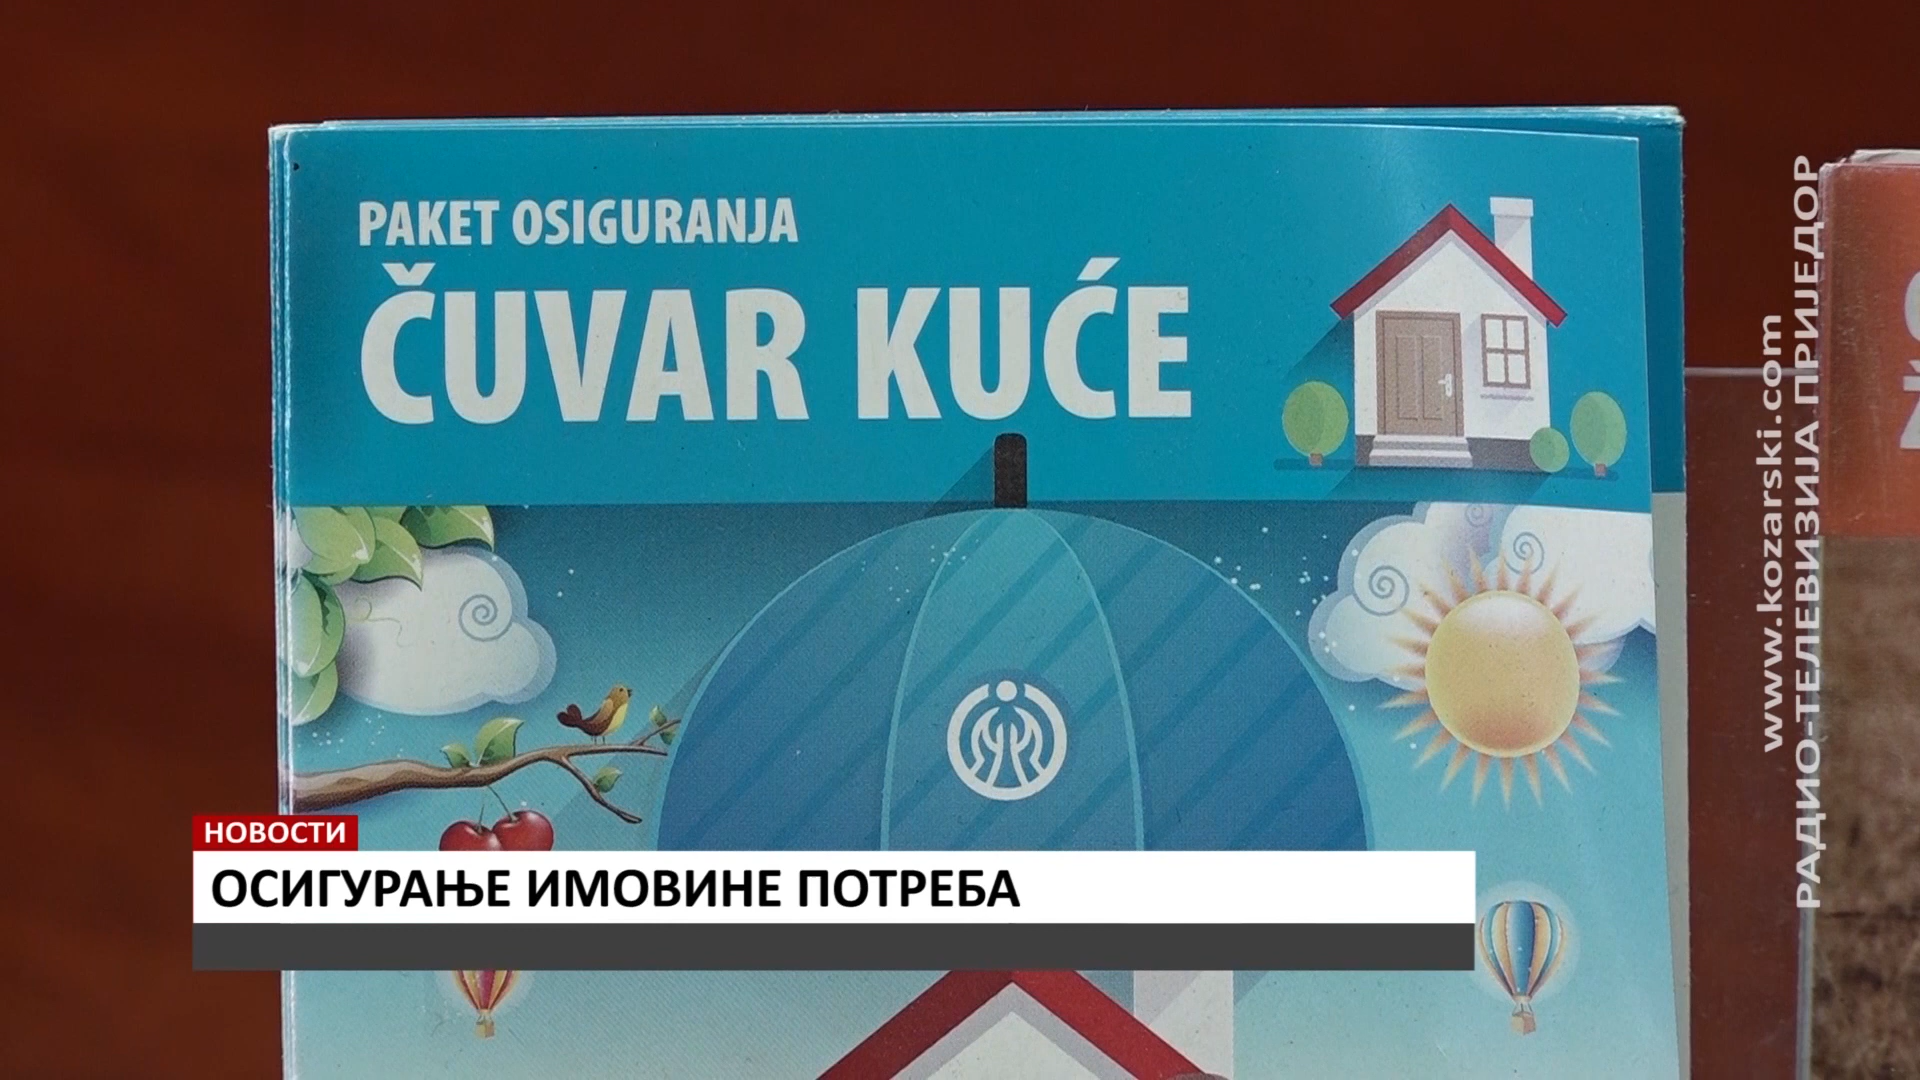 PAKET OSIGURANJA
ČUVAR KUĆE
www.kozarski.com
РАДИО-ТЕЛЕВИЗИЈА ПРИЈЕДОР
НОВОСТИ
ОСИГУРАЊЕ ИМОВИНЕ ПОТРЕБА